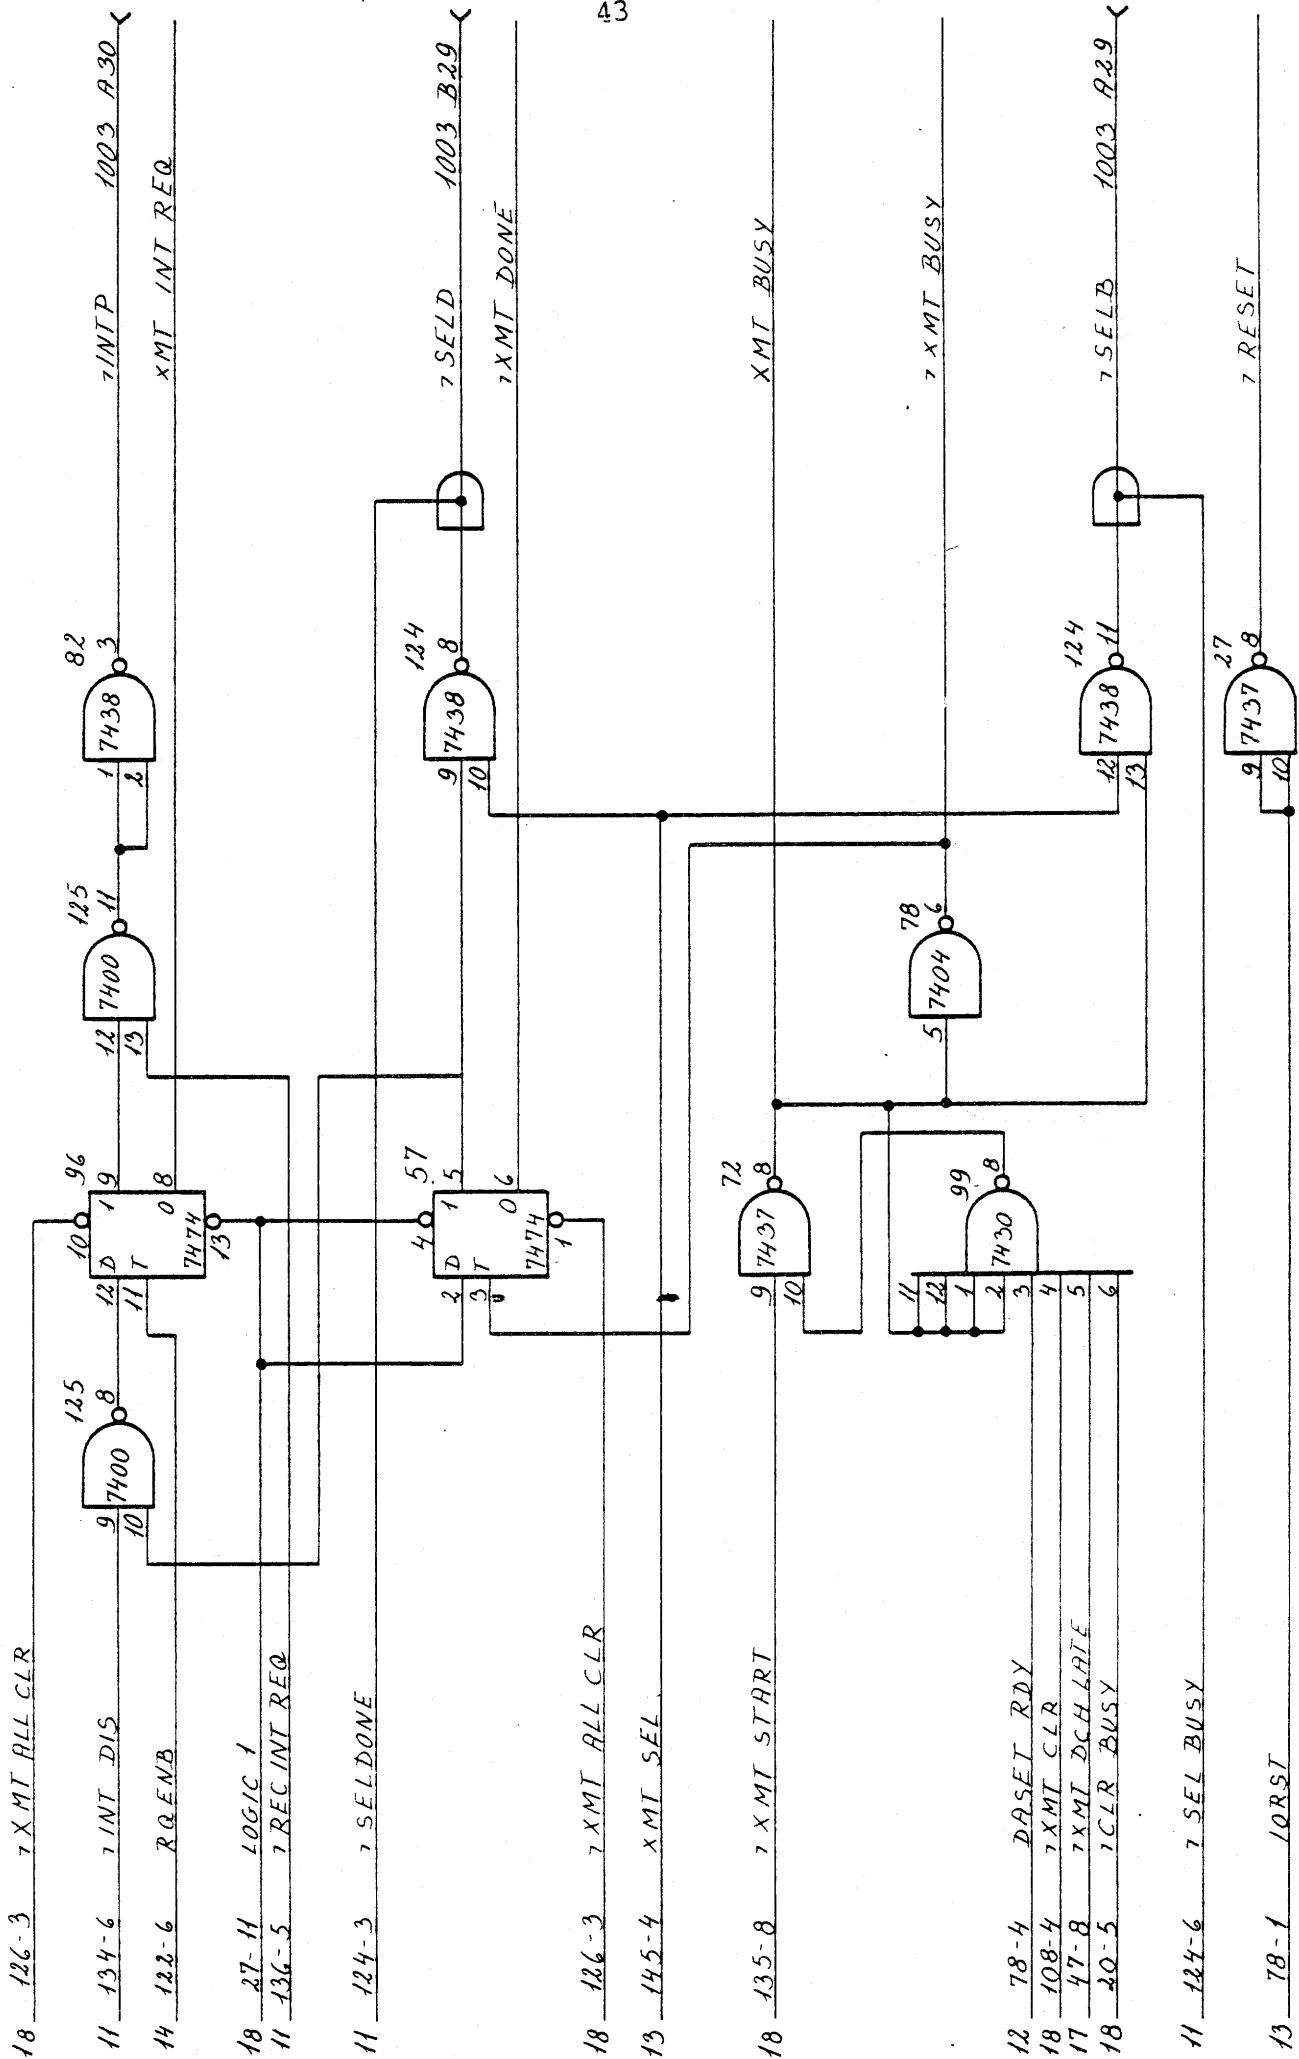 43
18 126-3 ¬XMT ALL CLR
11 134-6 ¬INT DIS
14 122-6 RQENB
18 27-11 LOGIC 1
11 136-5 ¬REC INT REQ
11 124-3 ¬SELDONE
18 126-3 ¬XMT ALL CLR
13 145-4 XMT SEL
18 135-8 ¬XMT START
12 78-4 DASET RDY
18 108-4 ¬XMT CLR
17 47-8 ¬XMT DCH LATE
18 20-5 ¬CLR BUSY
11 124-6 ¬SEL BUSY
13 78-1 IORST
125
9
10
7400
8
96
10
12 D 1 9
11 T 0 8
7474
13
125
12
13
7400
11
82
1
2
7438
3
¬INTP 1003 A30
XMT INT REQ
57
4
2 D 1 5
3 T 0 6
7474
1
124
9
10
7438
8
¬SELD 1003 B29
¬XMT DONE
72
9
10
7437
8
XMT BUSY
99
11
12
1
2
3
4
5
6
7430
8
78
5
7404
6
¬XMT BUSY
124
12
13
7438
11
¬SELB 1003 A29
27
9
10
7437
8
¬RESET